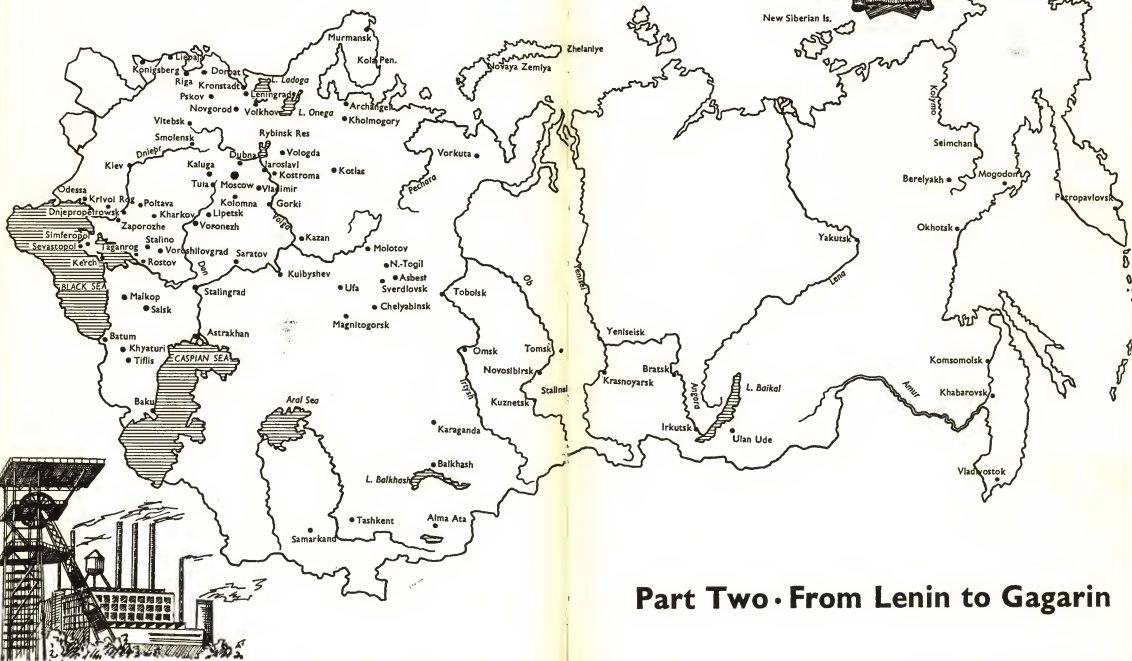 New Siberian Is.
Murmansk
Kola Pen.
Zhelaniye
Novaya Zemlya
Liepaja
Konigsberg
Riga
Dorpat
Kronstadt
L. Ladoga
Leningrad
Pskov
Novgorod
Volkhov
L. Onega
Archangel
Kholmogory
Vitebsk
Smolensk
Rybinsk Res
Vologda
Dniepr
Dubna
Jaroslavl
Kostroma
Kotlas
Vorkuta
Pechora
Kiev
Kaluga
Tula
Moscow
Vladimir
Kolomna
Gorki
Odessa
Krivoi Rog
Poltava
Dnjepropetrowsk
Kharkov
Lipetsk
Voronezh
Volga
Zaporozhe
Simferopol
Stalino
Sevastopol
Taganrog
Voroshilovgrad
Kerch
Rostov
Don
Saratov
Kazan
Molotov
N.-Togil
Asbest
Sverdlovsk
Kuibyshev
Ufa
Chelyabinsk
Magnitogorsk
Tobolsk
Ob
Yenisei
BLACK SEA
Maikop
Salsk
Stalingrad
Batum
Khyaturi
Tiflis
Astrakhan
CASPIAN SEA
Baku
Aral Sea
Omsk
Irtish
Tomsk
Novosibirsk
Stalinsk
Kuznetsk
Karaganda
Balkhash
L. Balkhash
Samarkand
Tashkent
Alma Ata
Yeniseisk
Krasnoyarsk
Bratsk
Angara
Irkutsk
L. Baikal
Ulan Ude
Kolymo
Seimchan
Berelyakh
Mogodon
Petropavlovsk
Okhotsk
Yakutsk
Lena
Komsomolsk
Amur
Khabarovsk
Vladivostok
Part Two · From Lenin to Gagarin